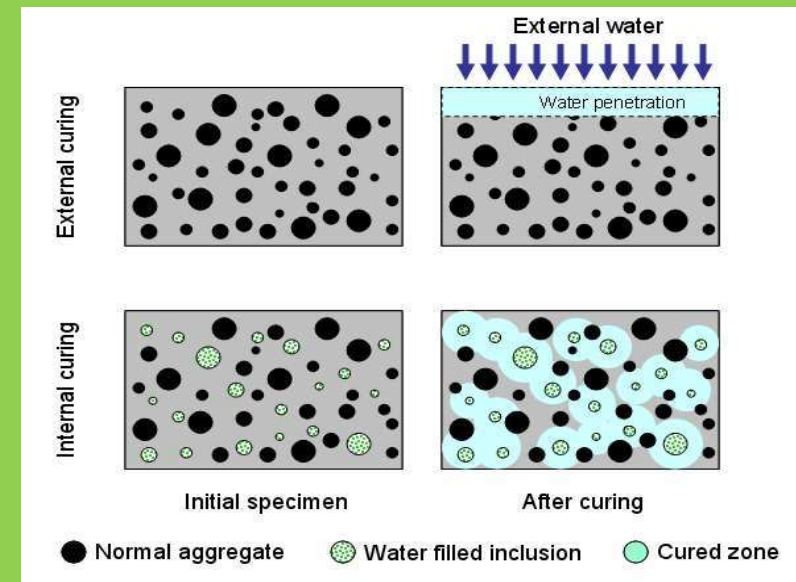 External water
Water penetration
External curing
Internal curing
Initial specimen
After curing
Normal aggregate
Water filled inclusion
Cured zone